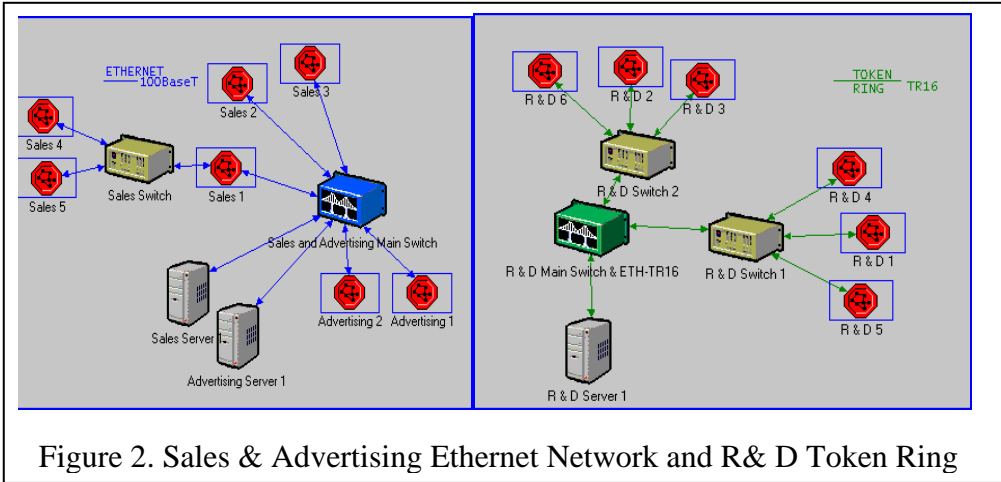 ETHERNET
100BaseT
Sales 3
Sales 2
Sales 4
Sales 5
Sales Switch
Sales 1
Sales and Advertising Main Switch
Sales Server 1
Advertising 2
Advertising 1
Advertising Server 1
TOKEN
RING
TR16
R & D 6
R & D 2
R & D 3
R & D Switch 2
R & D 4
R & D Main Switch & ETH-TR16
R & D Switch 1
R & D 1
R & D 5
R & D Server 1
Figure 2. Sales & Advertising Ethernet Network and R& D Token Ring